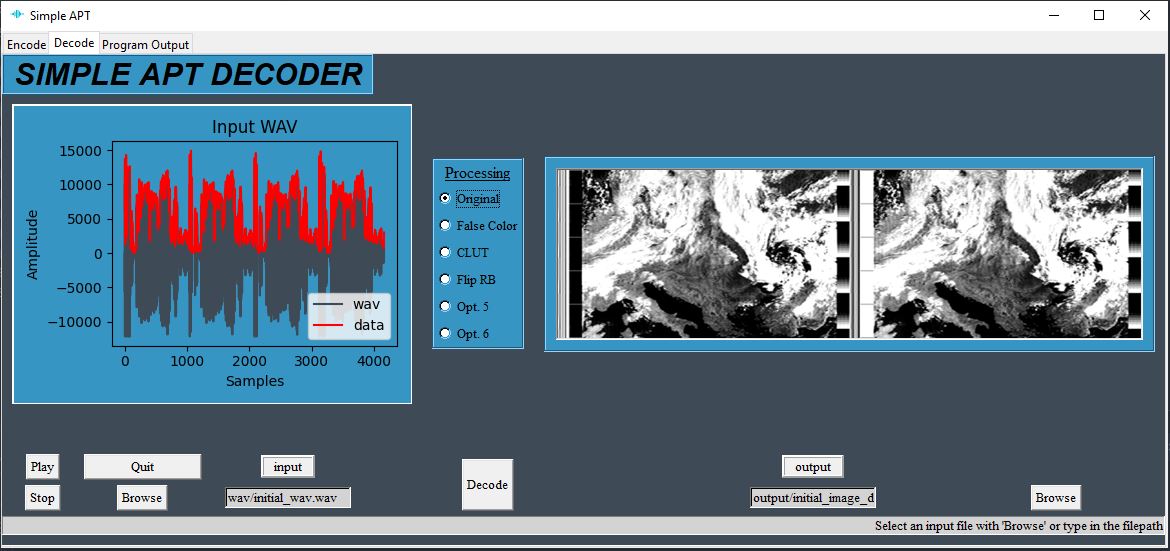 Simple APT
Encode Decode Program Output
SIMPLE APT DECODER
Input WAV
Amplitude
15000
10000
5000
0
−5000
−10000
wav
data
0 1000 2000 3000 4000
Samples
Processing
Original
False Color
CLUT
Flip RB
Opt. 5
Opt. 6
Play Quit input output
Stop Browse wav/initial_wav.wav Decode output/initial_image_d Browse
Select an input file with 'Browse' or type in the filepath